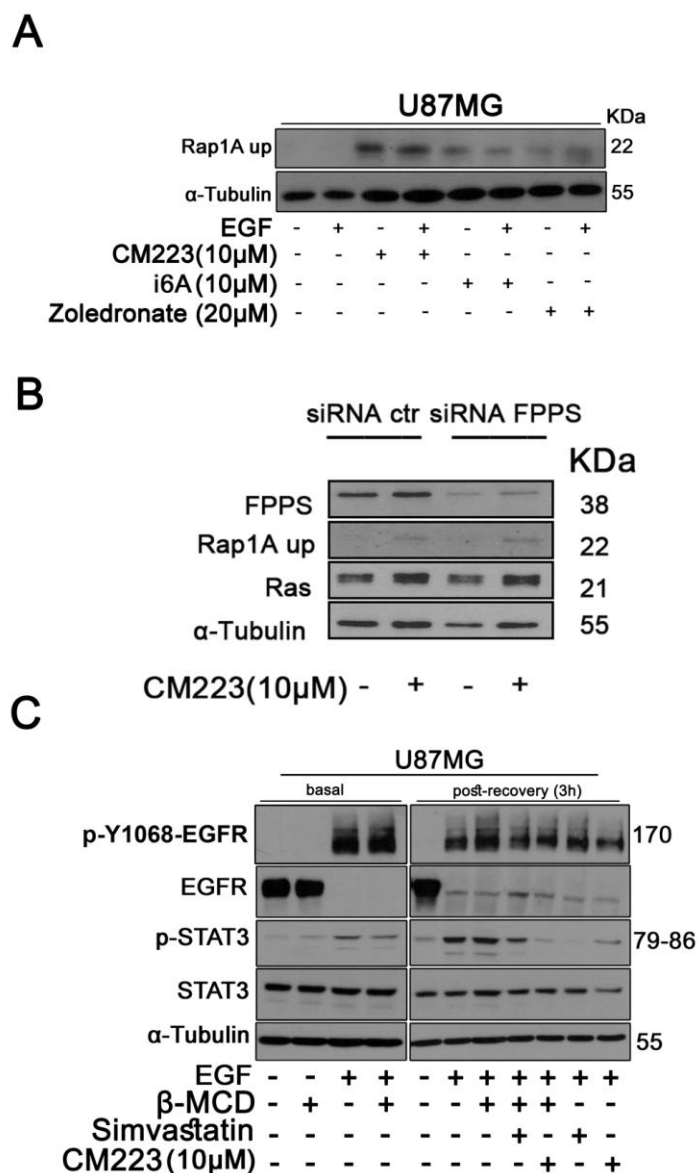 A
U87MG
KDa
Rap1A up 22
α-Tubulin 55
EGF - + - + - + - +
CM223(10µM) - - + + - - - -
i6A(10µM) - - - - + + - -
Zoledronate (20µM) - - - - - - + +
B
siRNA ctr siRNA FPPS
KDa
FPPS 38
Rap1A up 22
Ras 21
α-Tubulin 55
CM223(10µM) - + - +
C
U87MG
basal post-recovery (3h)
p-Y1068-EGFR 170
EGFR
p-STAT3 79-86
STAT3
α-Tubulin 55
EGF - - + + - + + + + + +
β-MCD - + - + - - + + + - -
Simvastatin - - - - - - - + - + -
CM223(10µM) - - - - - - - - + - +